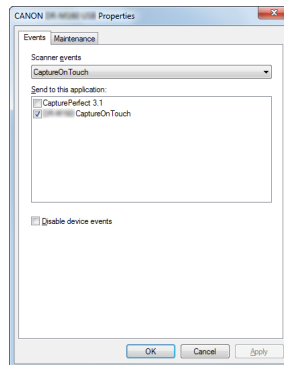 CANON USB Properties
Events
Maintenance
Scanner events
CaptureOnTouch
Send to this application:
CapturePerfect 3.1
CaptureOnTouch
Disable device events
OK
Cancel
Apply